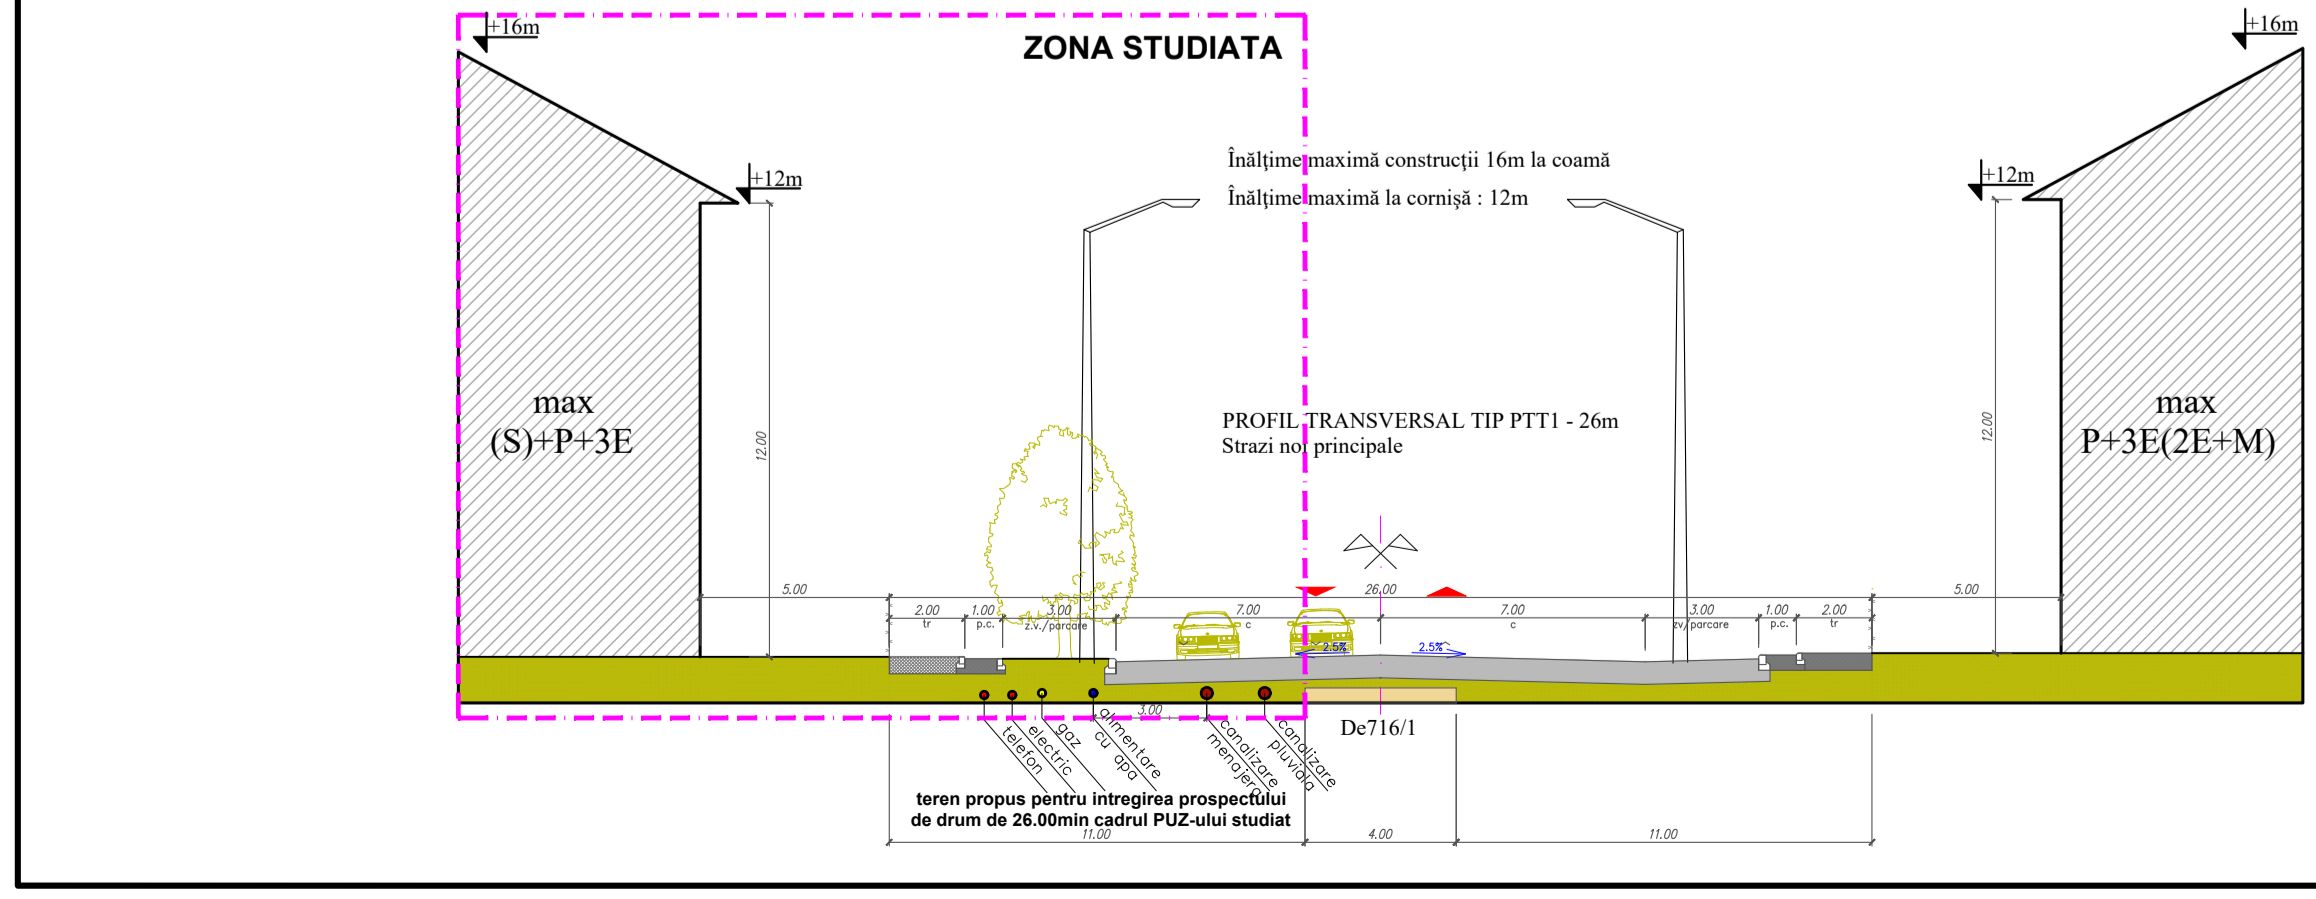 +16m
+16m
ZONA STUDIATA
Înălţime maximă construcţii 16m la coamă
+12m
+12m
Înălţime maximă la cornişă : 12m
max
(S)+P+3E
max
P+3E(2E+M)
12.00
12.00
PROFIL TRANSVERSAL TIP PTT1 - 26m
Strazi noi principale
5.00
26.00
5.00
2.00
1.00
3.00
7.00
7.00
3.00
1.00
2.00
tr
p.c.
z.v./parcare
c
c
zv/parcare
p.c.
tr
2.5%
2.5%
3.00
De716/1
telefon
electric
gaz
alimentare
cu apa
canalizare
menajera
canalizare
pluviala
teren propus pentru intregirea prospectului
de drum de 26.00min cadrul PUZ-ului studiat
11.00
4.00
11.00